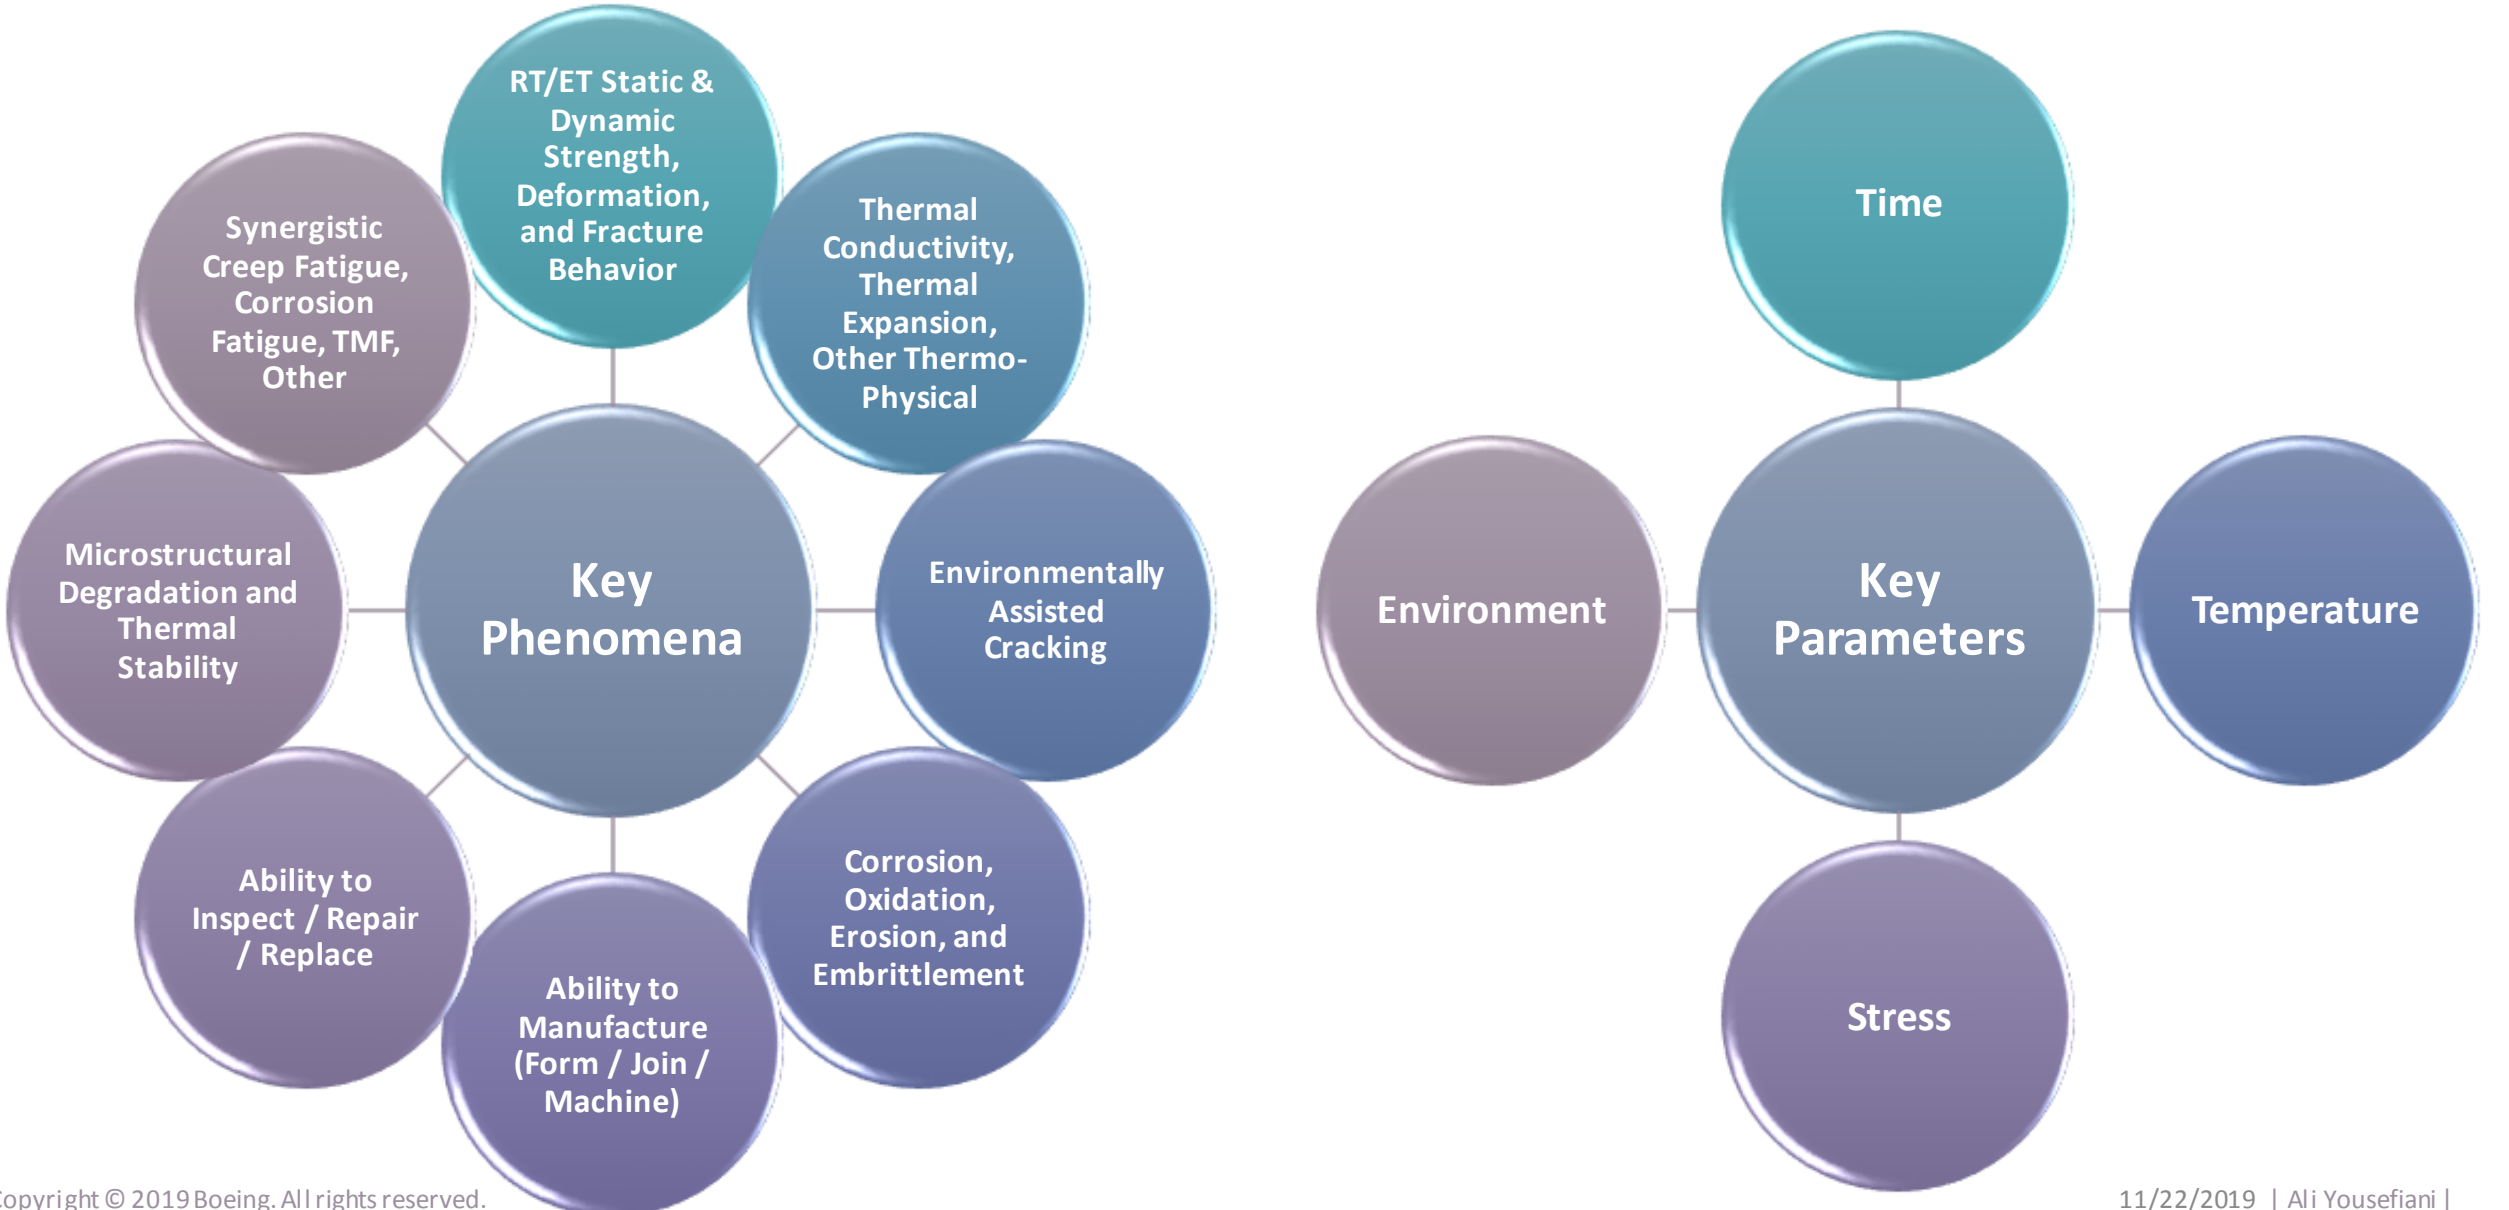 RT/ET Static &
Dynamic
Strength,
Deformation,
and Fracture
Behavior
Thermal
Conductivity,
Thermal
Expansion,
Other Thermo-
Physical
Environmentally
Assisted
Cracking
Corrosion,
Oxidation,
Erosion, and
Embrittlement
Ability to
Manufacture
(Form / Join /
Machine)
Ability to
Inspect / Repair
/ Replace
Microstructural
Degradation and
Thermal
Stability
Synergistic
Creep Fatigue,
Corrosion
Fatigue, TMF,
Other
Key
Phenomena
Time
Temperature
Stress
Environment
Key
Parameters
Copyright © 2019 Boeing. All rights reserved.
11/22/2019 | Ali Yousefiani |